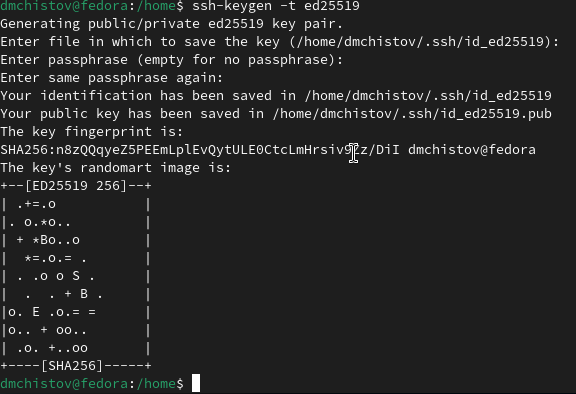 dmchistov@fedora:/home$ ssh-keygen -t ed25519
Generating public/private ed25519 key pair.
Enter file in which to save the key (/home/dmchistov/.ssh/id_ed25519):
Enter passphrase (empty for no passphrase):
Enter same passphrase again:
Your identification has been saved in /home/dmchistov/.ssh/id_ed25519
Your public key has been saved in /home/dmchistov/.ssh/id_ed25519.pub
The key fingerprint is:
dmchistov@fedora
The key's randomart image is:
+--[ED25519 256]--+
| .+=.o           |
|. o.*o..         |
| + *Bo..o        |
|  *=.o.= .       |
| . .o o S .      |
|  .  . + B .     |
|o. E .o.= =      |
|o.. + oo..       |
| .o. +..oo       |
+----[SHA256]-----+
dmchistov@fedora:/home$